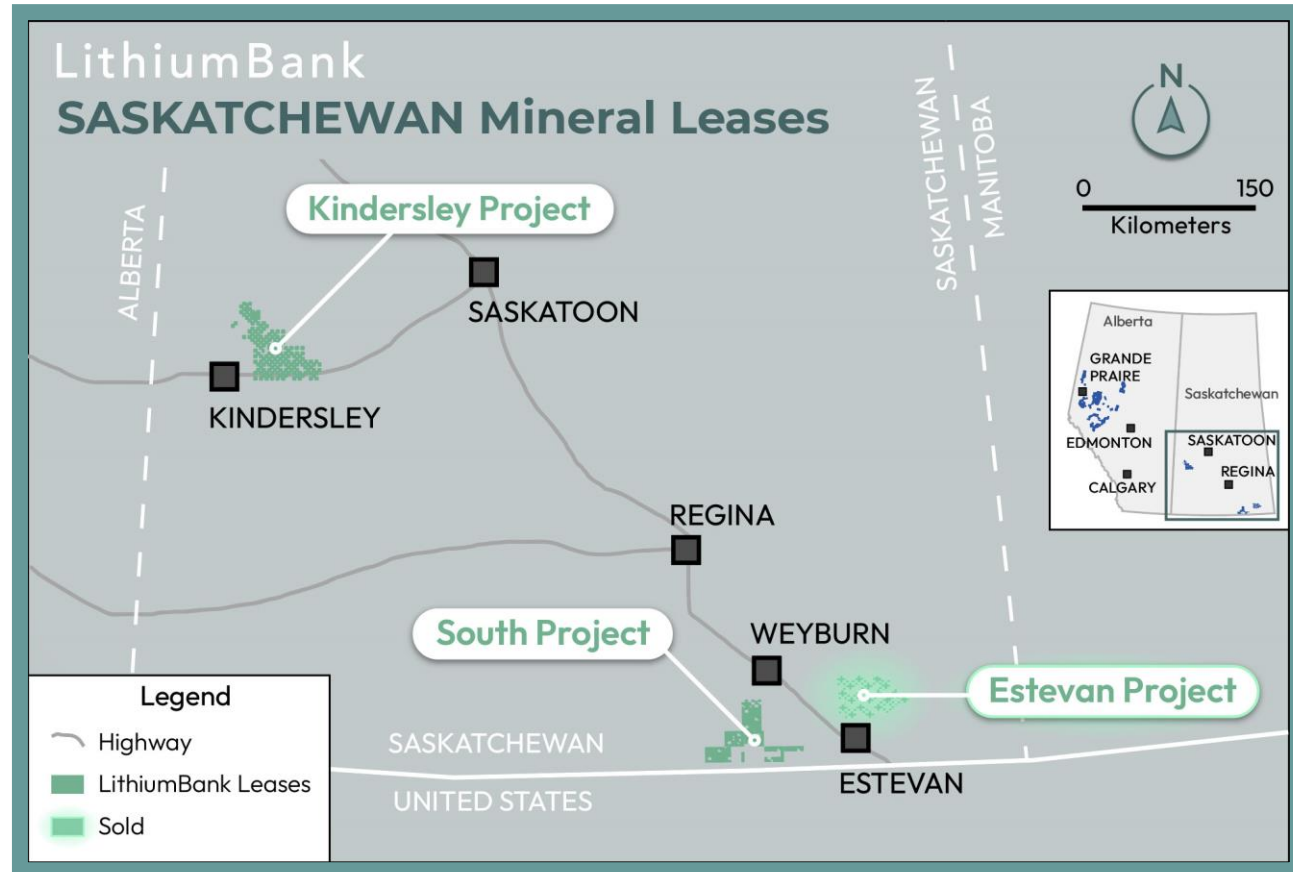 LithiumBank
SASKATCHEWAN Mineral Leases
N
0 150
Kilometers
SASKATCHEWAN
MANITOBA
ALBERTA
Kindersley Project
SASKATOON
KINDERSLEY
Alberta
GRANDE
PRAIRE
Saskatchewan
EDMONTON
SASKATOON
REGINA
CALGARY
REGINA
South Project
WEYBURN
Estevan Project
SASKATCHEWAN
UNITED STATES
ESTEVAN
Legend
Highway
LithiumBank Leases
Sold